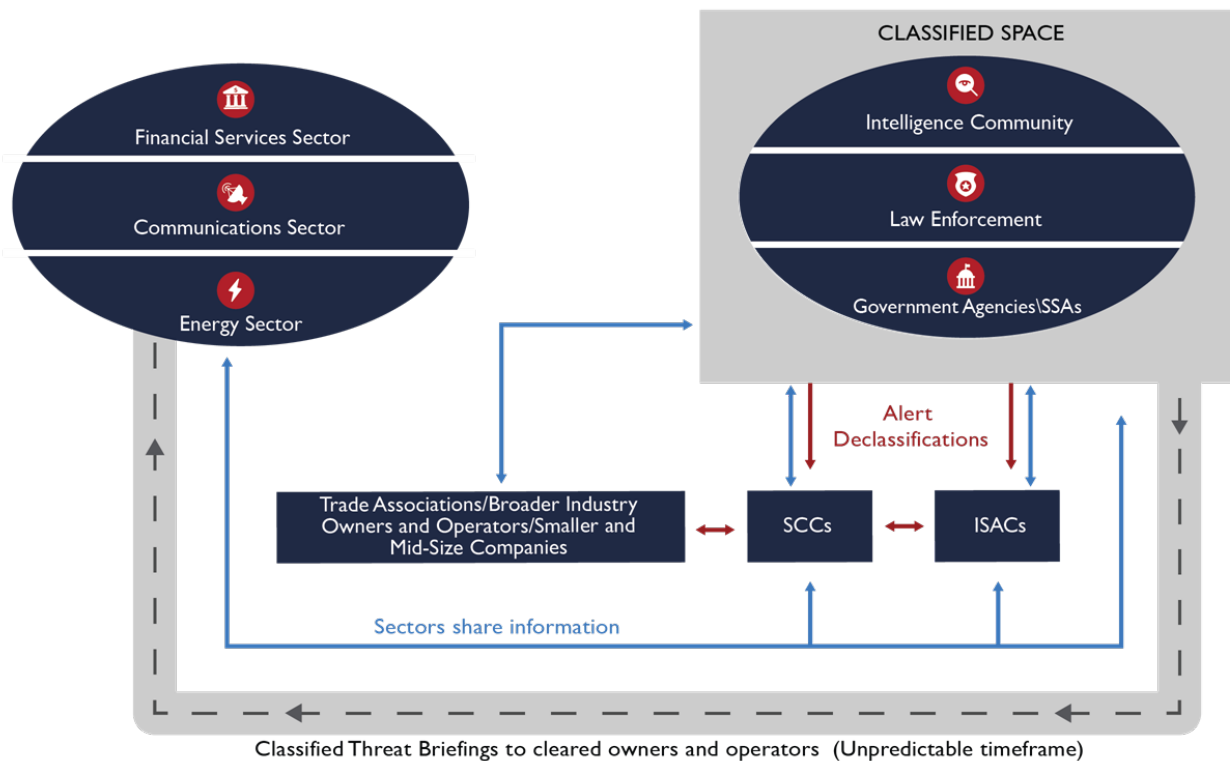 CLASSIFIED SPACE
Financial Services Sector
Communications Sector
Energy Sector
Intelligence Community
Law Enforcement
Government Agencies\SSAs
Alert
Declassifications
Trade Associations/Broader Industry
Owners and Operators/Smaller and
Mid-Size Companies
SCCs
ISACs
Sectors share information
Classified Threat Briefings to cleared owners and operators (Unpredictable timeframe)